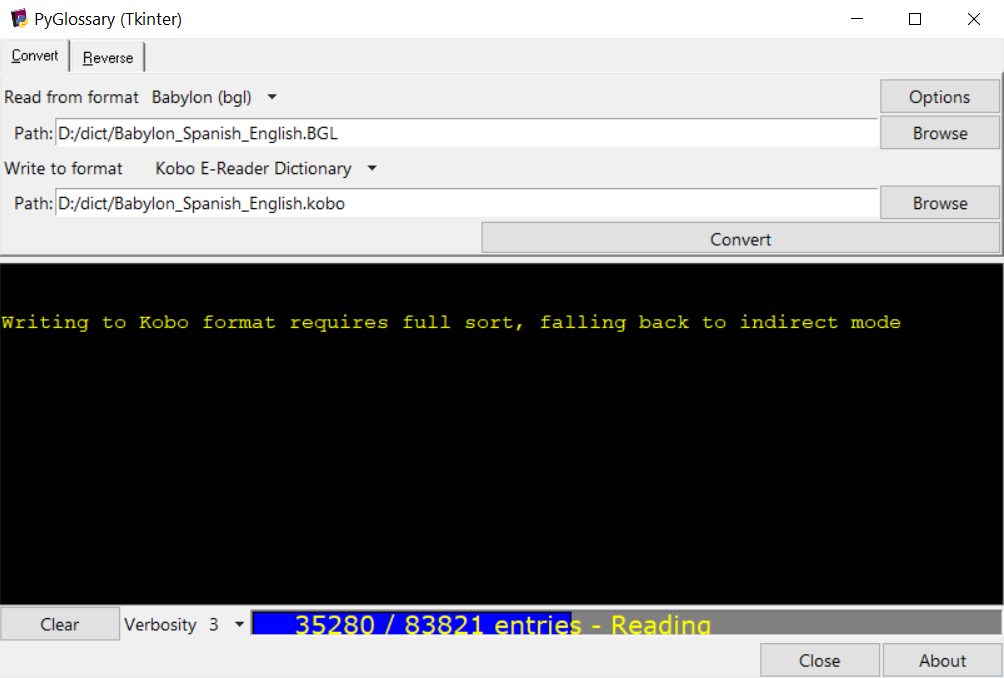 PyGlossary (Tkinter)
Convert Reverse
Read from format Babylon (bgl) Options
Path: D:/dict/Babylon_Spanish_English.BGL Browse
Write to format Kobo E-Reader Dictionary
Path: D:/dict/Babylon_Spanish_English.kobo Browse
Convert
Writing to Kobo format requires full sort, falling back to indirect mode
Clear Verbosity 3 35280 / 83821 entries - Reading
Close About